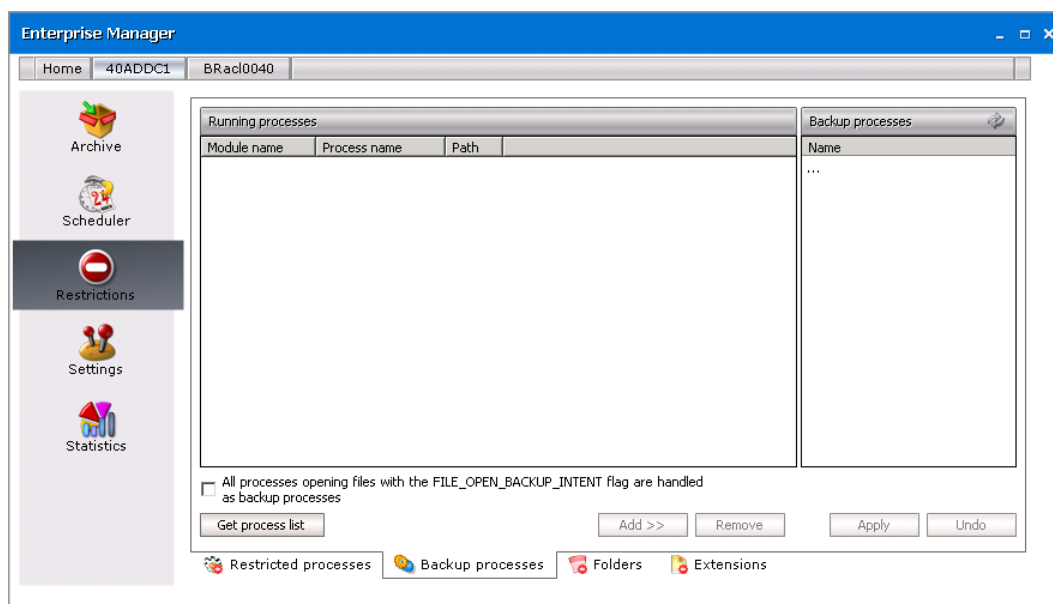 Enterprise Manager
Home 40ADDC1 BRacl0040
Archive
Scheduler
Restrictions
Settings
Statistics
Running processes
Module name Process name Path
Backup processes
Name
...
All processes opening files with the FILE_OPEN_BACKUP_INTENT flag are handled
as backup processes
Get process list Add >> Remove Apply Undo
Restricted processes Backup processes Folders Extensions